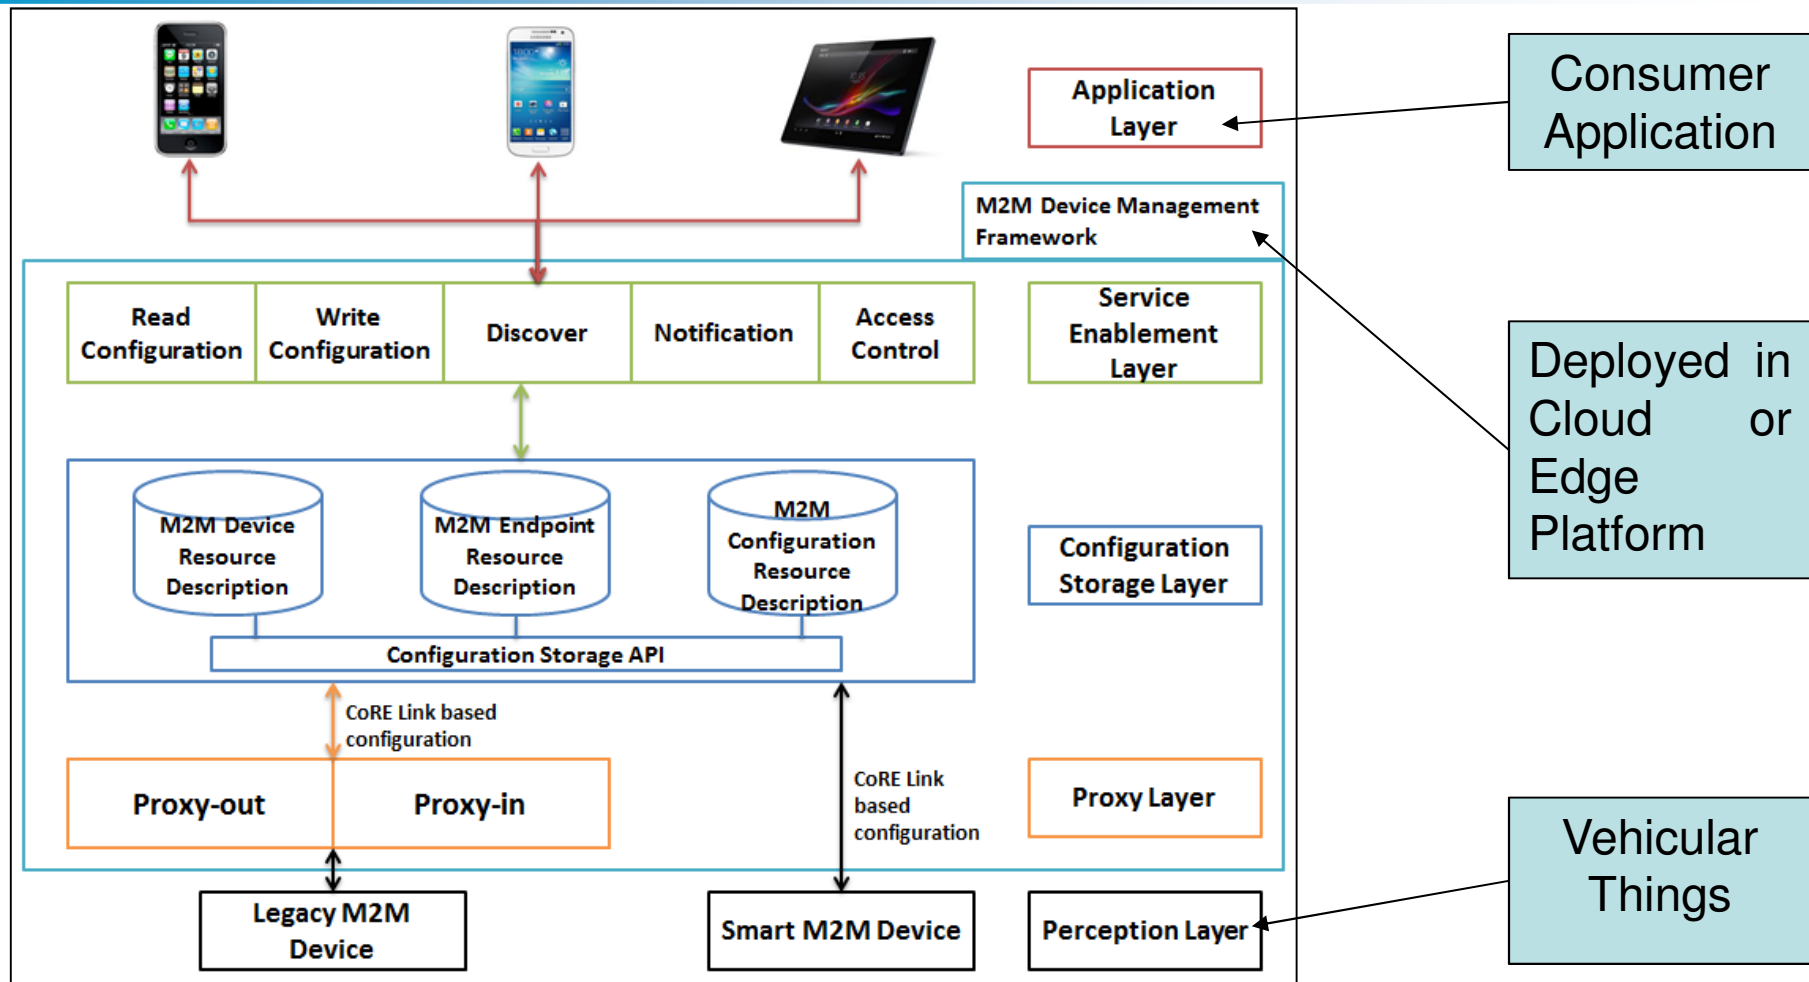 Application
Layer
Consumer
Application
M2M Device Management
Framework
Read
Configuration
Write
Configuration
Discover
Notification
Access
Control
Service
Enablement
Layer
Deployed in
Cloud or
Edge
Platform
M2M Device
Resource
Description
M2M Endpoint
Resource
Description
M2M
Configuration
Resource
Description
Configuration
Storage Layer
Configuration Storage API
CoRE Link based
configuration
CoRE Link
based
configuration
Proxy-out
Proxy-in
Proxy Layer
Vehicular
Things
Legacy M2M
Device
Smart M2M Device
Perception Layer